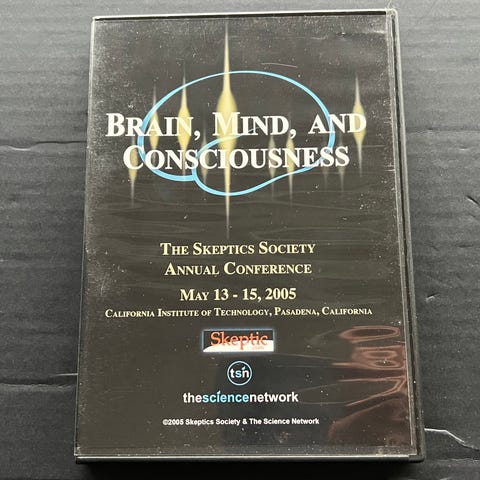 BRAIN, MIND, AND
CONSCIOUSNESS
THE SKEPTICS SOCIETY
ANNUAL CONFERENCE
MAY 13 - 15, 2005
CALIFORNIA INSTITUTE OF TECHNOLOGY, PASADENA, CALIFORNIA
Skeptic
.com
tsn
thesciencenetwork
©2005 Skeptics Society & The Science Network